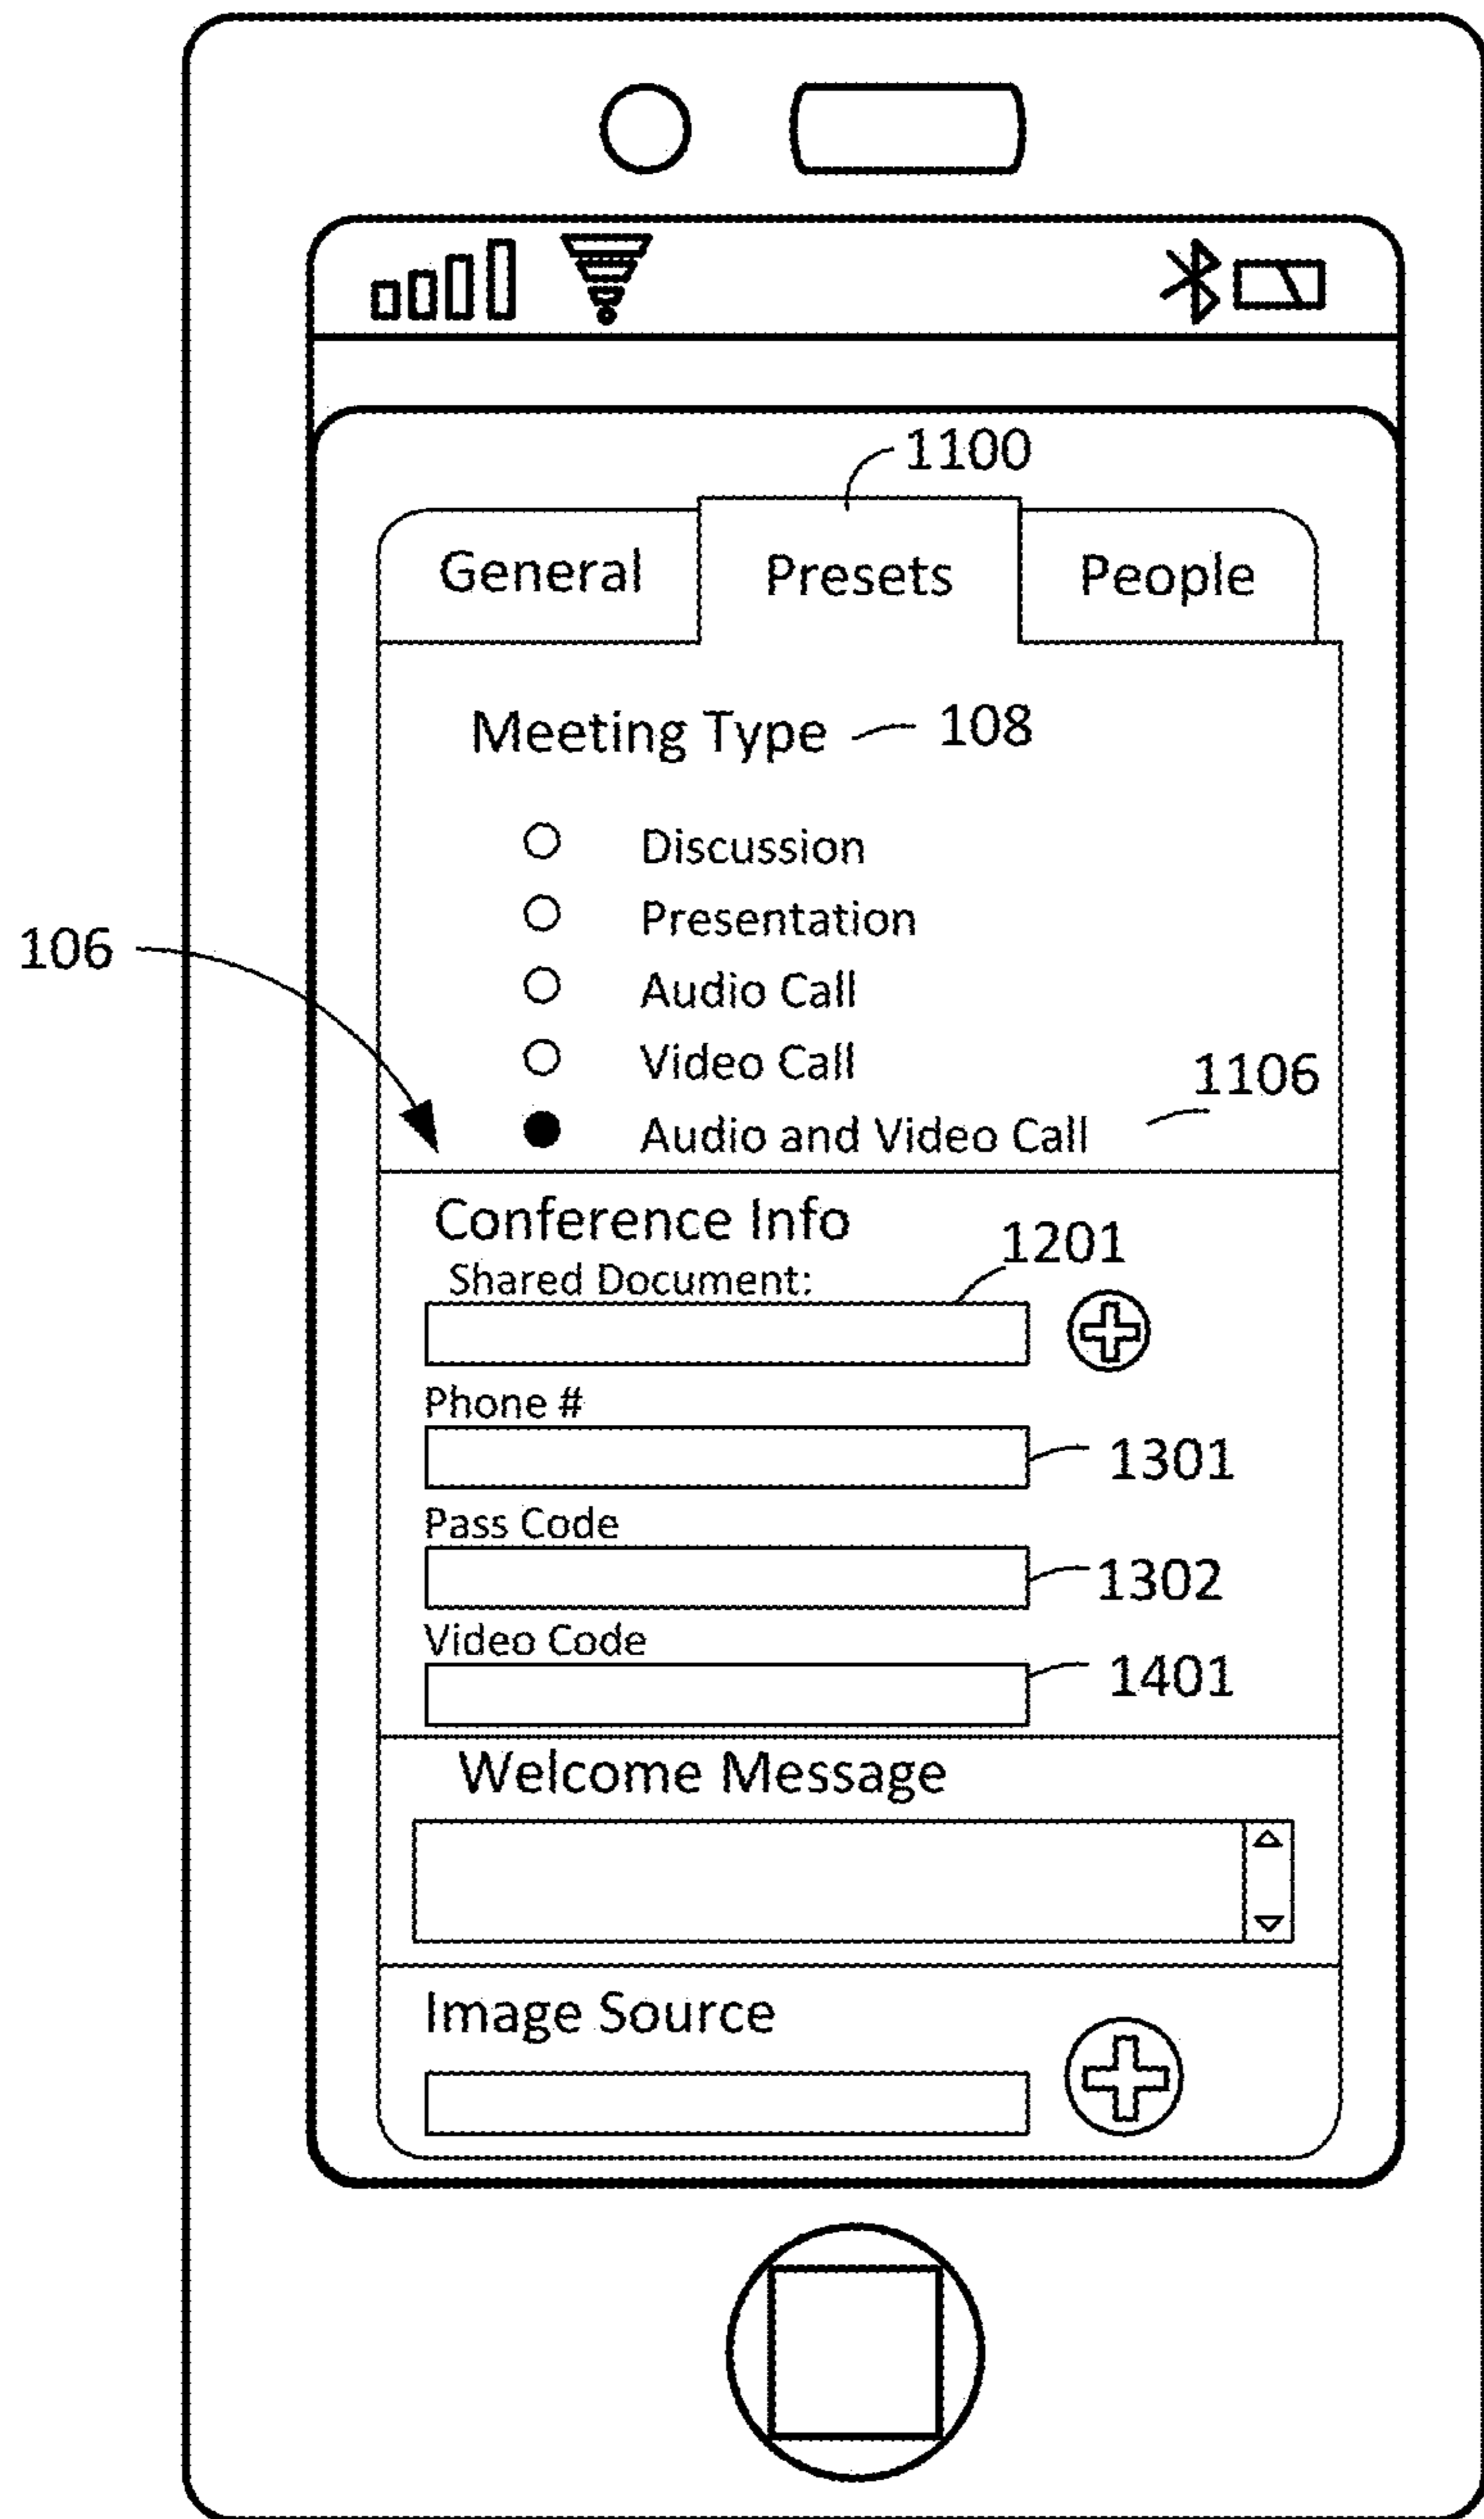 1100
General Presets People
Meeting Type 108
Discussion
Presentation
106
Audio Call
Video Call
1106
Audio and Video Call
Conference Info
1201
Shared Document:
Phone #
1301
Pass Code
1302
Video Code
1401
Welcome Message
Image Source